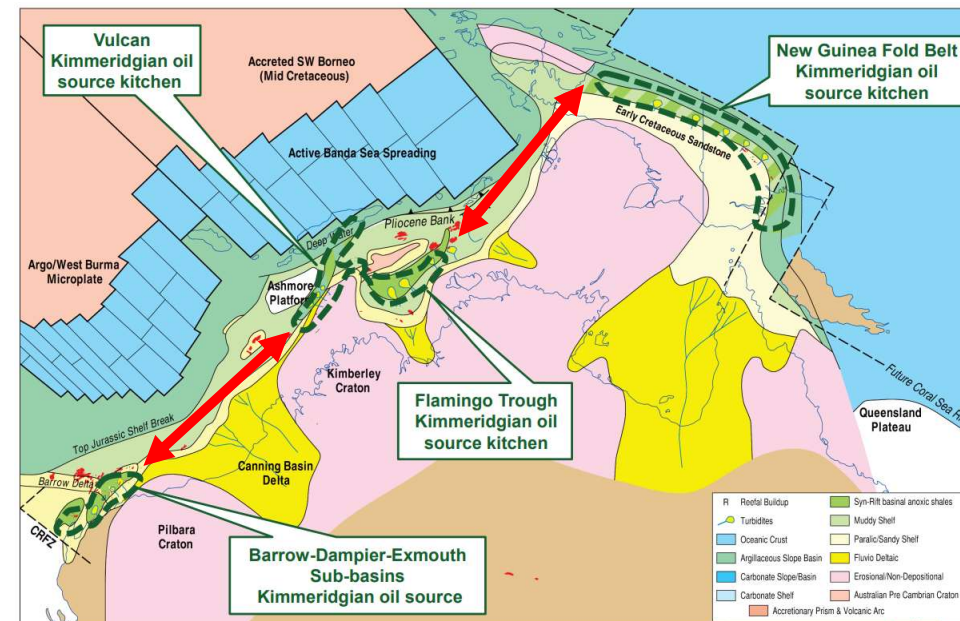 Vulcan
Kimmeridgian oil
source kitchen
Accreted SW Borneo
(Mid Cretaceous)
New Guinea Fold Belt
Kimmeridgian oil
source kitchen
Early Cretaceous Sandstone
Active Banda Sea Spreading
Pliocene Bank
Deep Water
Argo/West Burma
Microplate
Ashmore
Platform
Kimberley
Craton
Flamingo Trough
Kimmeridgian oil
source kitchen
Future Coral Sea
Queensland
Plateau
Top Jurassic Shelf Break
Canning Basin
Delta
Barrow Delta
CRFZ
Pilbara
Craton
Barrow-Dampier-Exmouth
Sub-basins
Kimmeridgian oil source
R Reefal Buildup
Turbidites
Oceanic Crust
Argillaceous Slope Basin
Carbonate Slope/Basin
Carbonate Shelf
Syn-Rift basinal anoxic shales
Muddy Shelf
Paralic/Sandy Shelf
Fluvio Deltaic
Erosional/Non-Depositional
Australian Pre Cambrian Craton
Accretionary Prism & Volcanic Arc